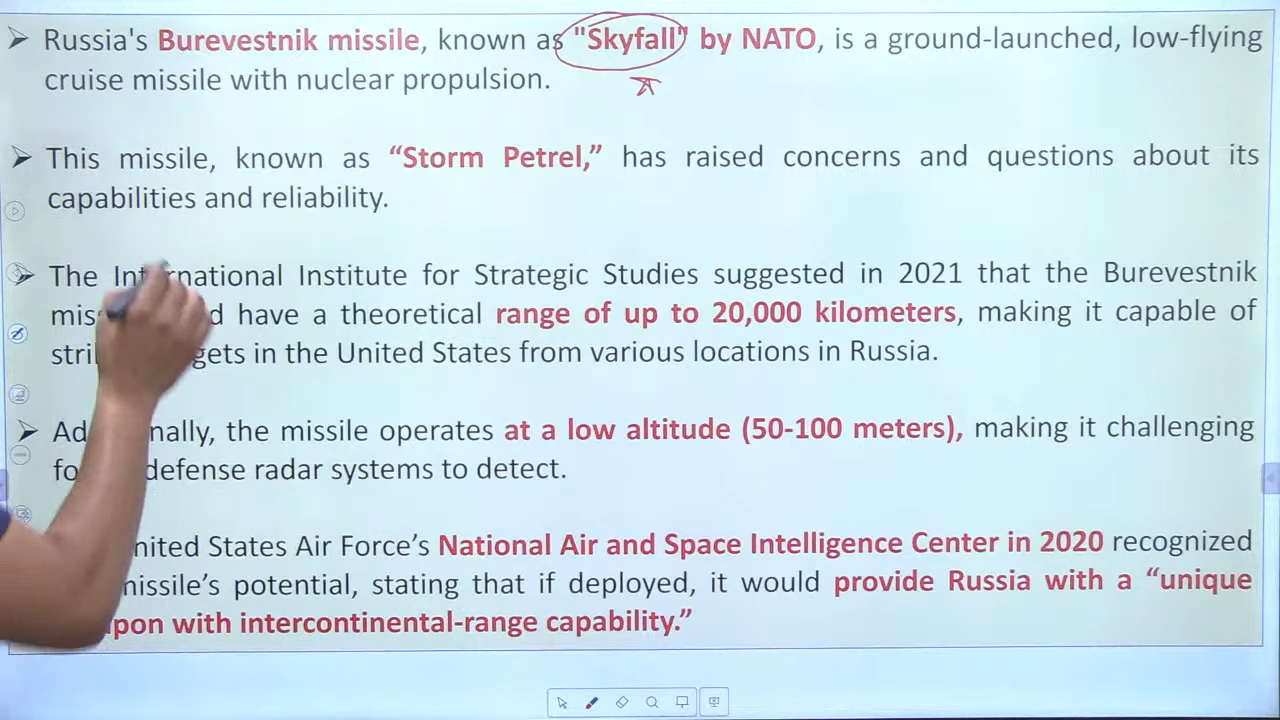 ➢ Russia's Burevestnik missile, known as "Skyfall" by NATO, is a ground-launched, low-flying
cruise missile with nuclear propulsion.
➢ This missile, known as “Storm Petrel,” has raised concerns and questions about its
capabilities and reliability.
➢ The International Institute for Strategic Studies suggested in 2021 that the Burevestnik
have a theoretical range of up to 20,000 kilometers, making it capable of
in the United States from various locations in Russia.
➢ the missile operates at a low altitude (50-100 meters), making it challenging
defense radar systems to detect.
United States Air Force’s National Air and Space Intelligence Center in 2020 recognized
missile’s potential, stating that if deployed, it would provide Russia with a “unique
with intercontinental-range capability.”